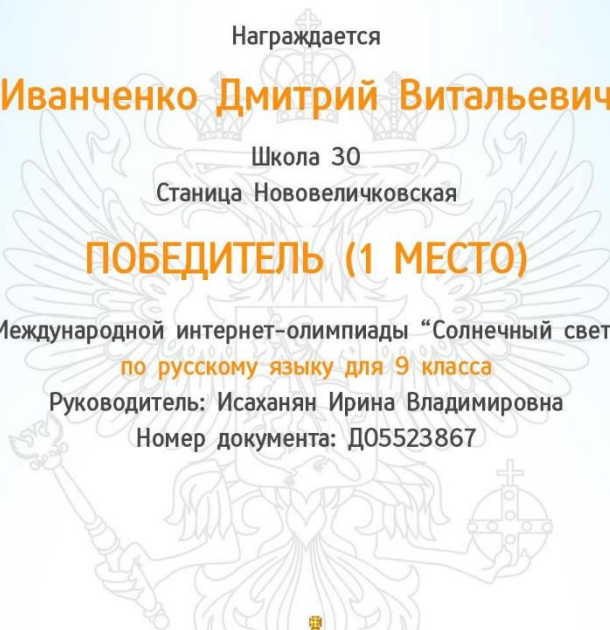 Награждается
Иванченко Дмитрий Витальевич
Школа 30
Станица Нововеличковская
ПОБЕДИТЕЛЬ (1 МЕСТО)
Международной интернет-олимпиады “Солнечный свет
по русскому языку для 9 класса
Руководитель: Исаханян Ирина Владимировна
Номер документа: Д05523867